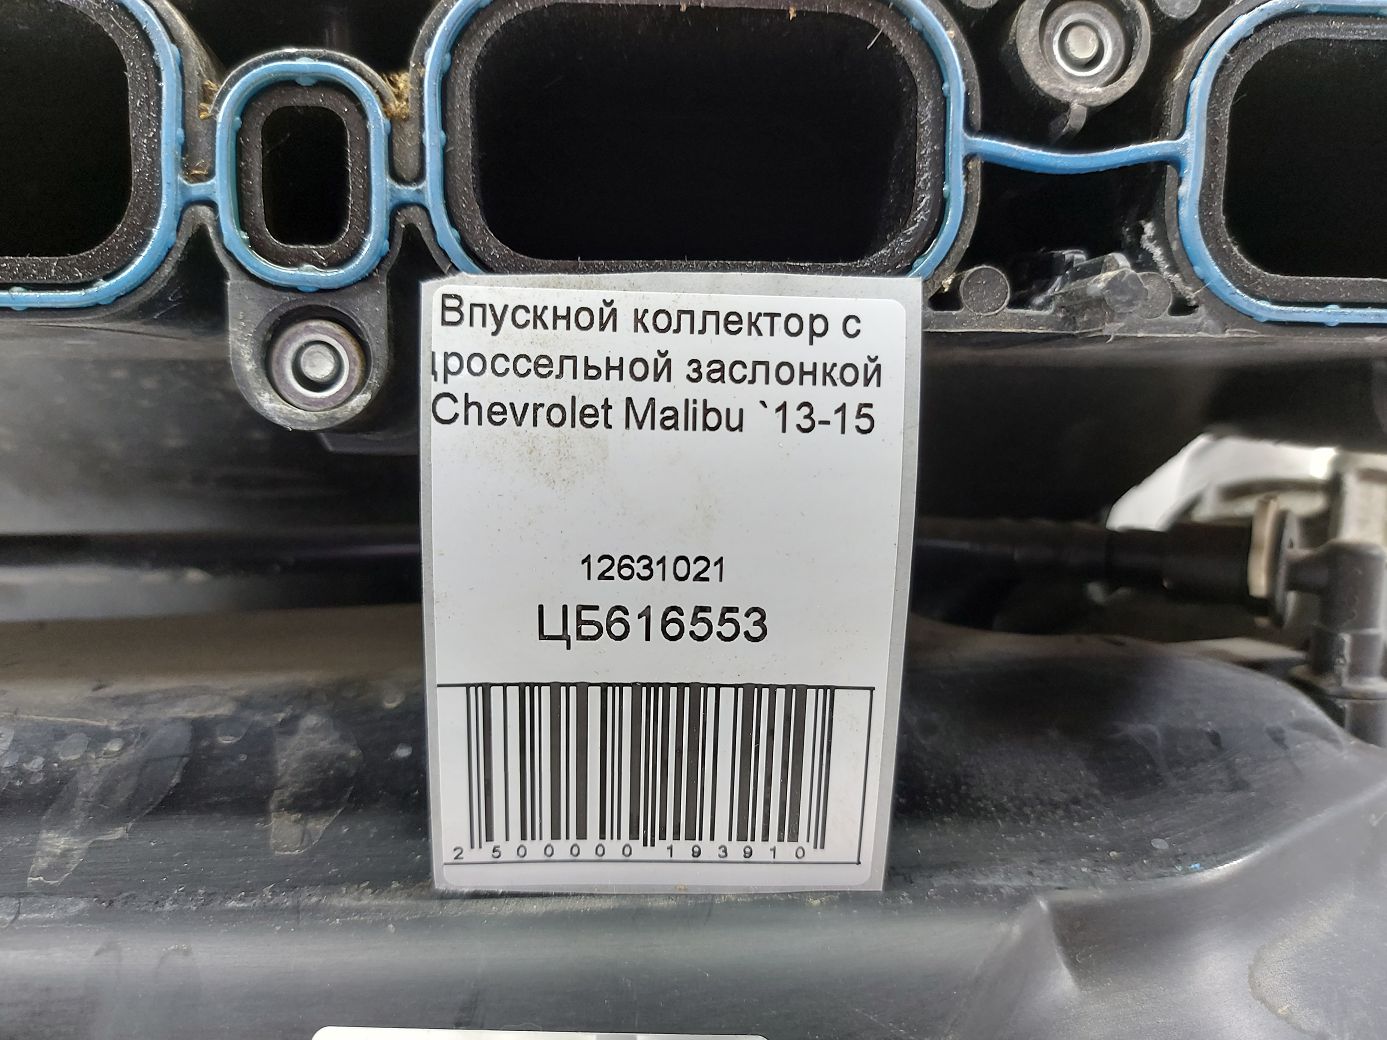 Впускной коллектор с
дроссельной заслонкой
Chevrolet Malibu `13-15
12631021
ЦБ616553
2 500000 193910